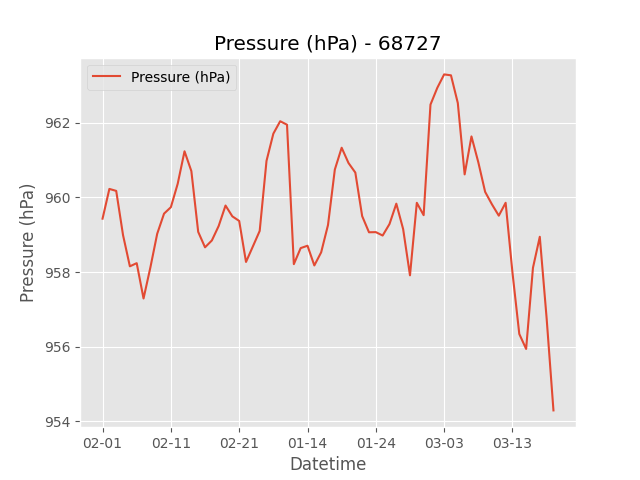 Pressure (hPa) - 68727
Pressure (hPa)
Pressure (hPa)
962
960
958
956
954
02-01 02-11 02-21 01-14 01-24 03-03 03-13
Datetime